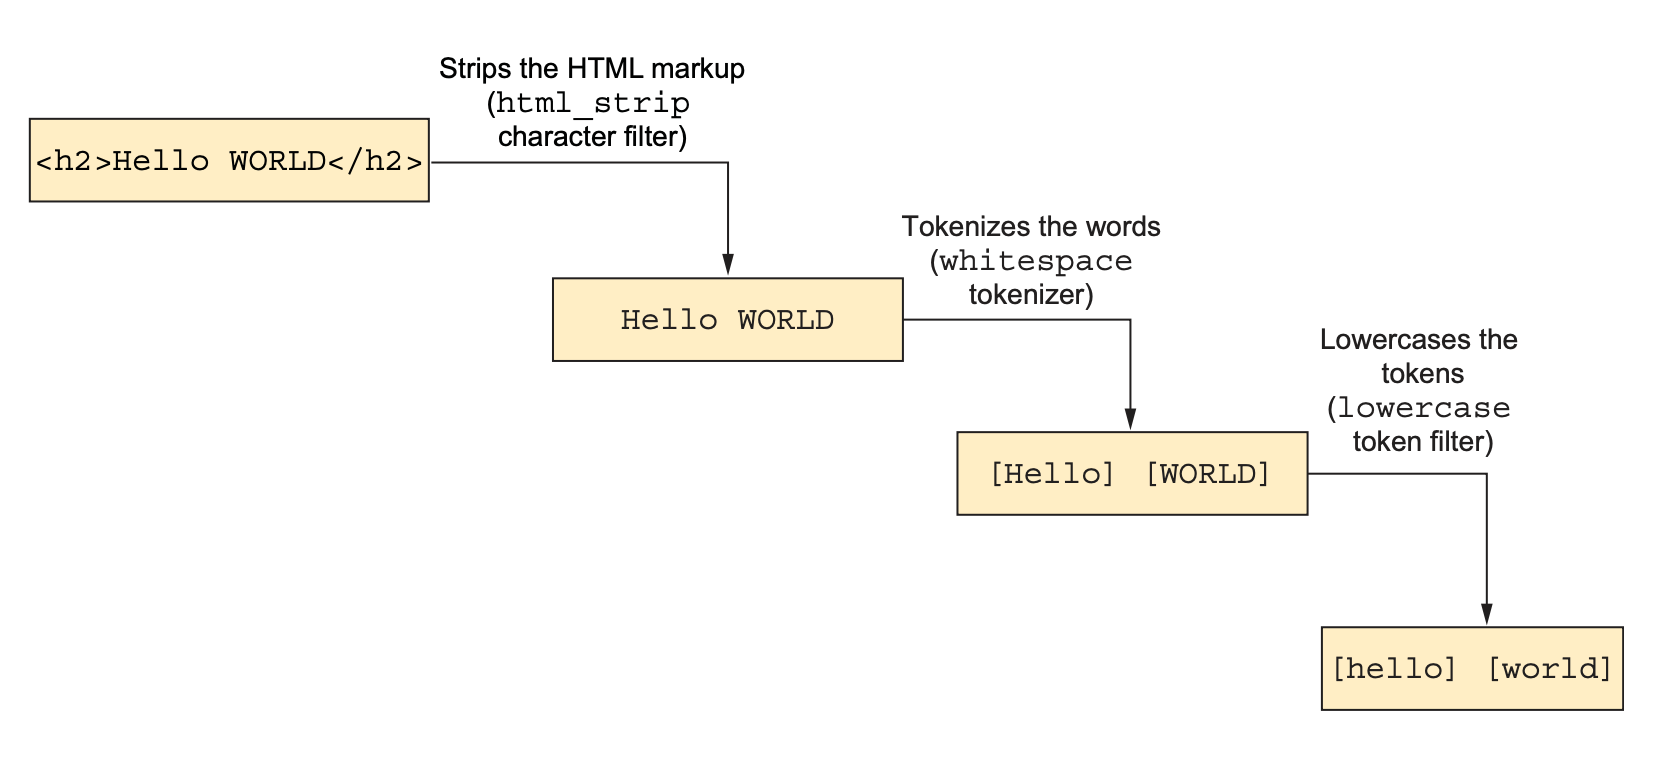 Strips the HTML markup
(html_strip
character filter)
<h2>Hello WORLD</h2>
Tokenizes the words
(whitespace
tokenizer)
Hello WORLD
Lowercases the
tokens
(lowercase
token filter)
[Hello] [WORLD]
[hello] [world]